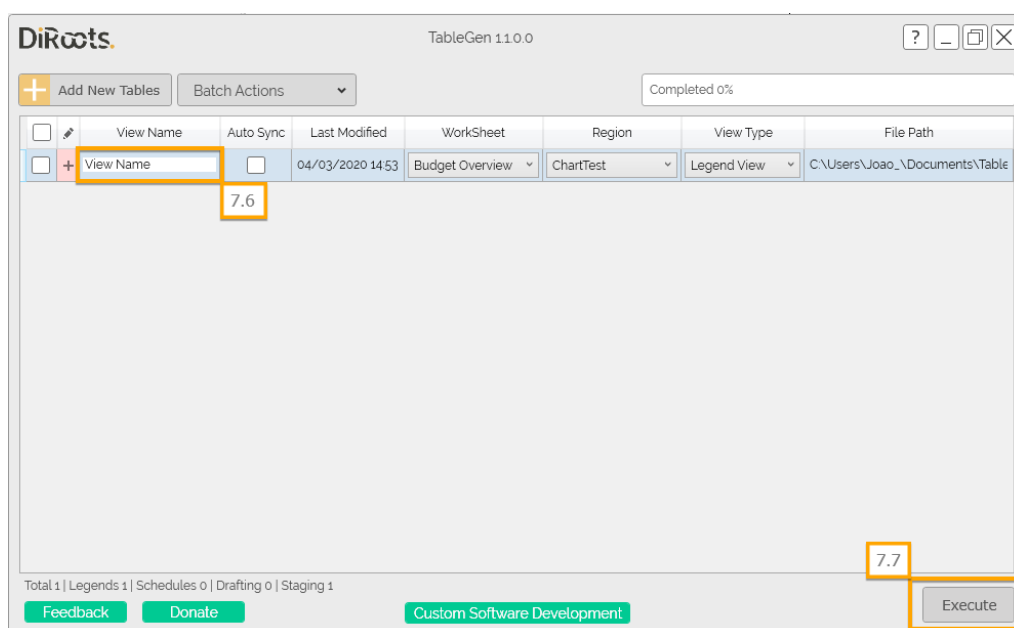 DiRoots.
TableGen 1.1.0.0
?
Add New Tables
Batch Actions
Completed 0%
View Name Auto Sync Last Modified WorkSheet Region View Type File Path
+ View Name 04/03/2020 14:53 Budget Overview ChartTest Legend View C:\Users\Joao_\Documents\Table
7.6
7.7
Total 1 | Legends 1 | Schedules 0 | Drafting 0 | Staging 1
Feedback Donate Custom Software Development Execute